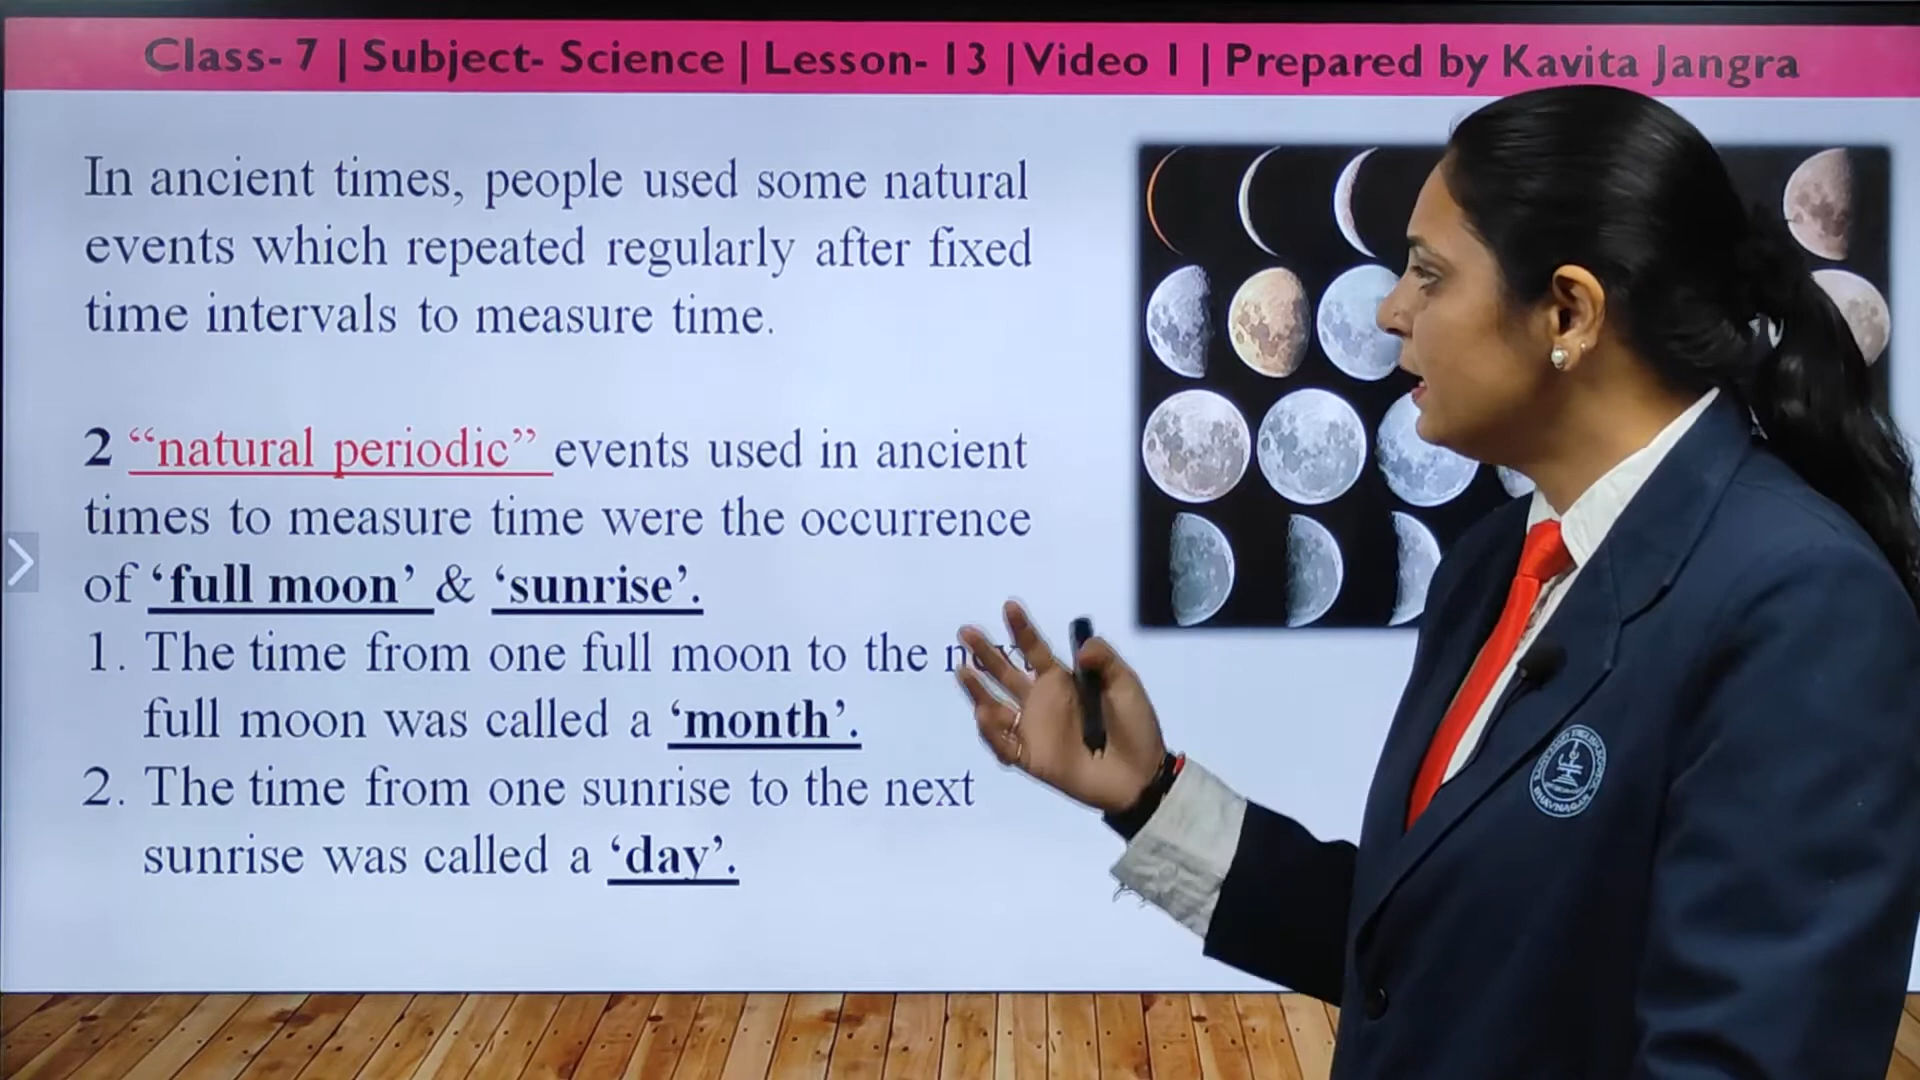 Class- 7 | Subject- Science | Lesson- 13 | Video 1 | Prepared by Kavita Jangra
In ancient times, people used some natural
events which repeated regularly after fixed
time intervals to measure time.
2 “natural periodic” events used in ancient
times to measure time were the occurrence
of ‘full moon’ & ‘sunrise’.
1. The time from one full moon to the next
full moon was called a ‘month’.
2. The time from one sunrise to the next
sunrise was called a ‘day’.
BHAVNAGAR